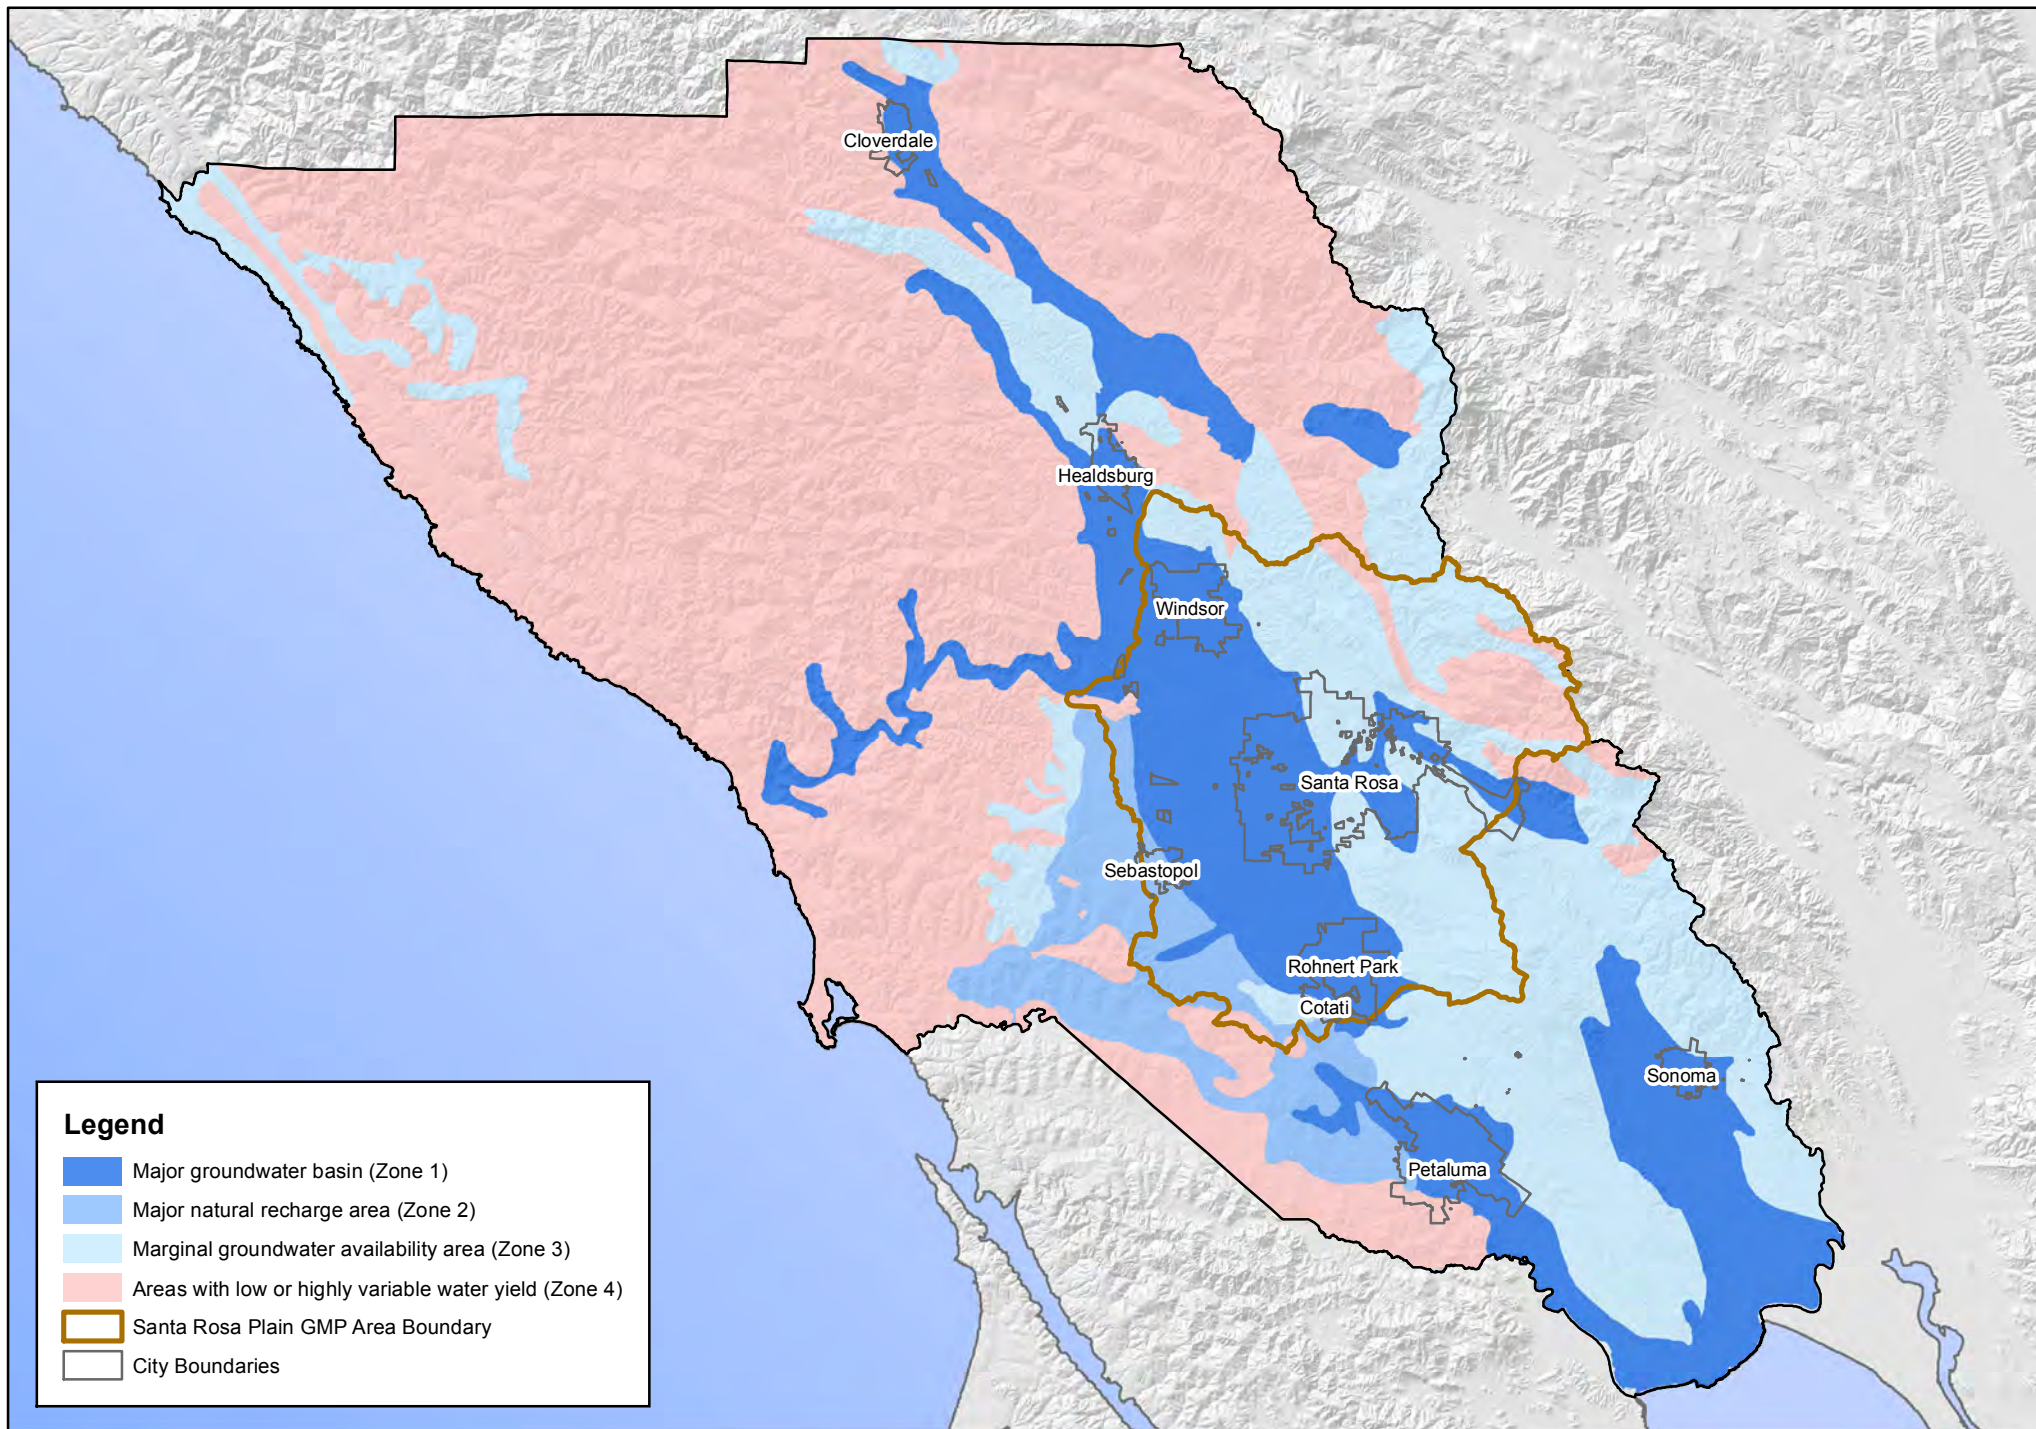 Cloverdale
Healdsburg
Windsor
Santa Rosa
Sebastopol
Rohnert Park
Cotati
Sonoma
Petaluma
Legend
Major groundwater basin (Zone 1)
Major natural recharge area (Zone 2)
Marginal groundwater availability area (Zone 3)
Areas with low or highly variable water yield (Zone 4)
Santa Rosa Plain GMP Area Boundary
City Boundaries